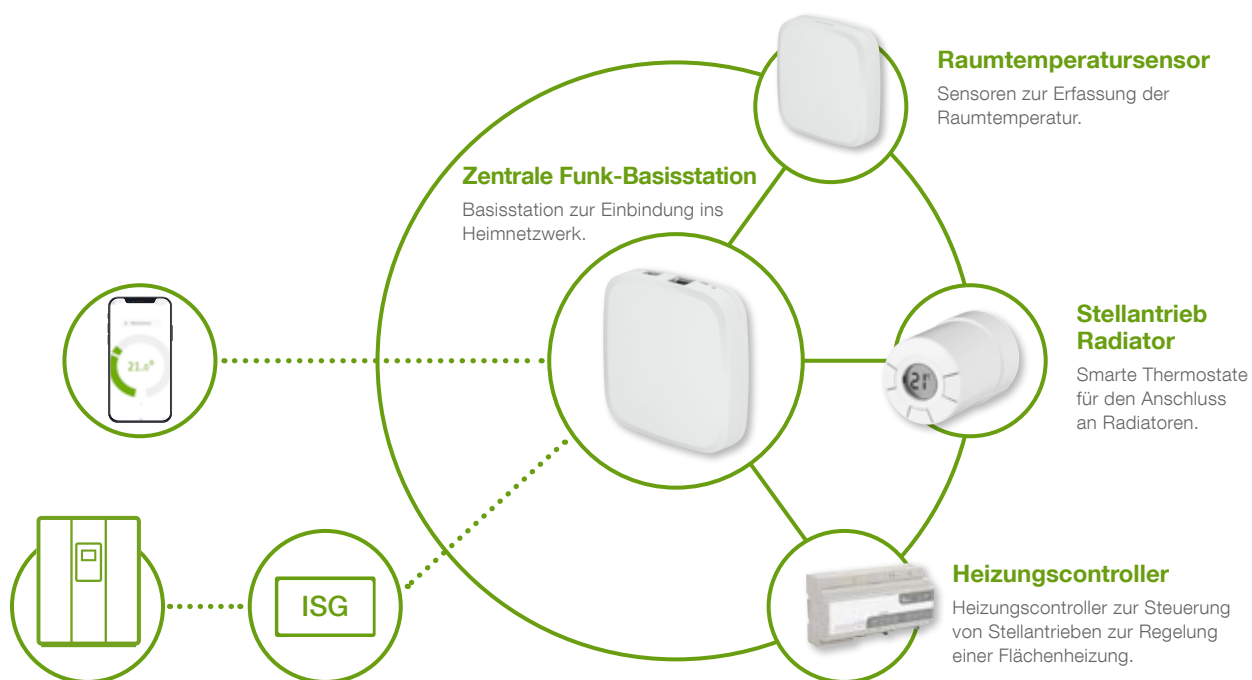 Raumtemperatursensor
Sensoren zur Erfassung der
Raumtemperatur.
Zentrale Funk-Basisstation
Basisstation zur Einbindung ins
Heimnetzwerk.
21.0°
Stellantrieb
Radiator
Smarte Thermostate
für den Anschluss
an Radiatoren.
21°
ISG
Heizungscontroller
Heizungscontroller zur Steuerung
von Stellantrieben zur Regelung
einer Flächenheizung.